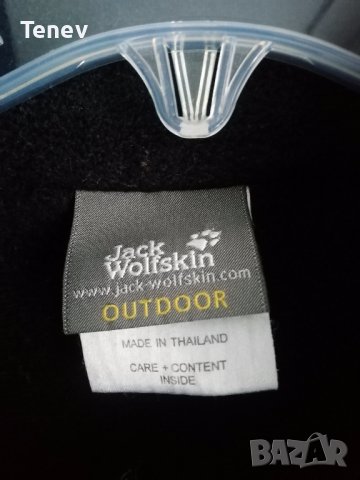 Tenev
Jack
Wolfskin
www.jack-wolfskin.com
OUTDOOR
MADE IN THAILAND
CARE + CONTENT
INSIDE
BAZAR